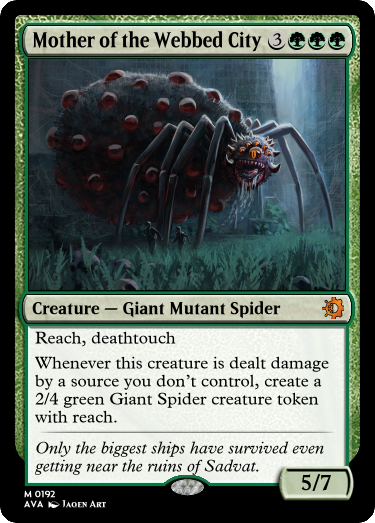 Mother of the Webbed City 3
Creature — Giant Mutant Spider
Reach, deathtouch
Whenever this creature is dealt damage
by a source you don't control, create a
2/4 green Giant Spider creature token
with reach.
Only the biggest ships have survived even
getting near the ruins of Sadvat.
5/7
M 0192
AVA Jaoen Art